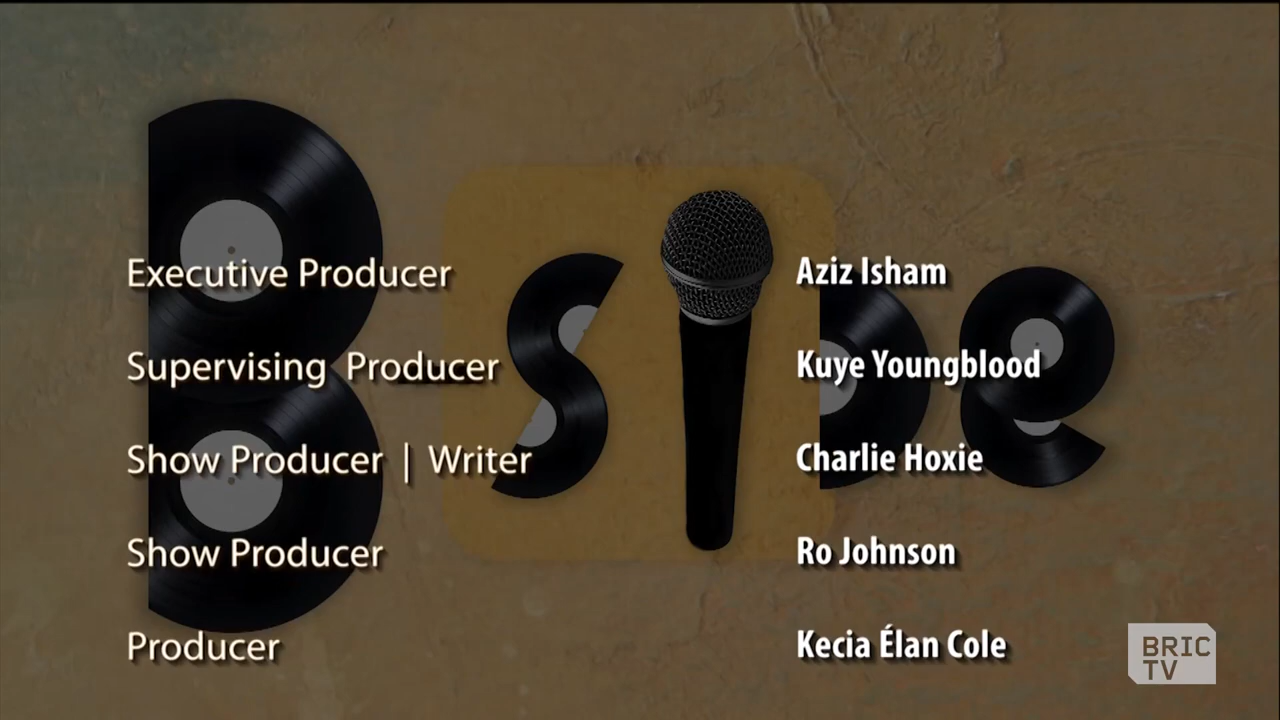 B side
Executive Producer Aziz Isham
Supervising Producer Kuye Youngblood
Show Producer | Writer Charlie Hoxie
Show Producer Ro Johnson
Producer Kecia Élan Cole
BRIC
TV